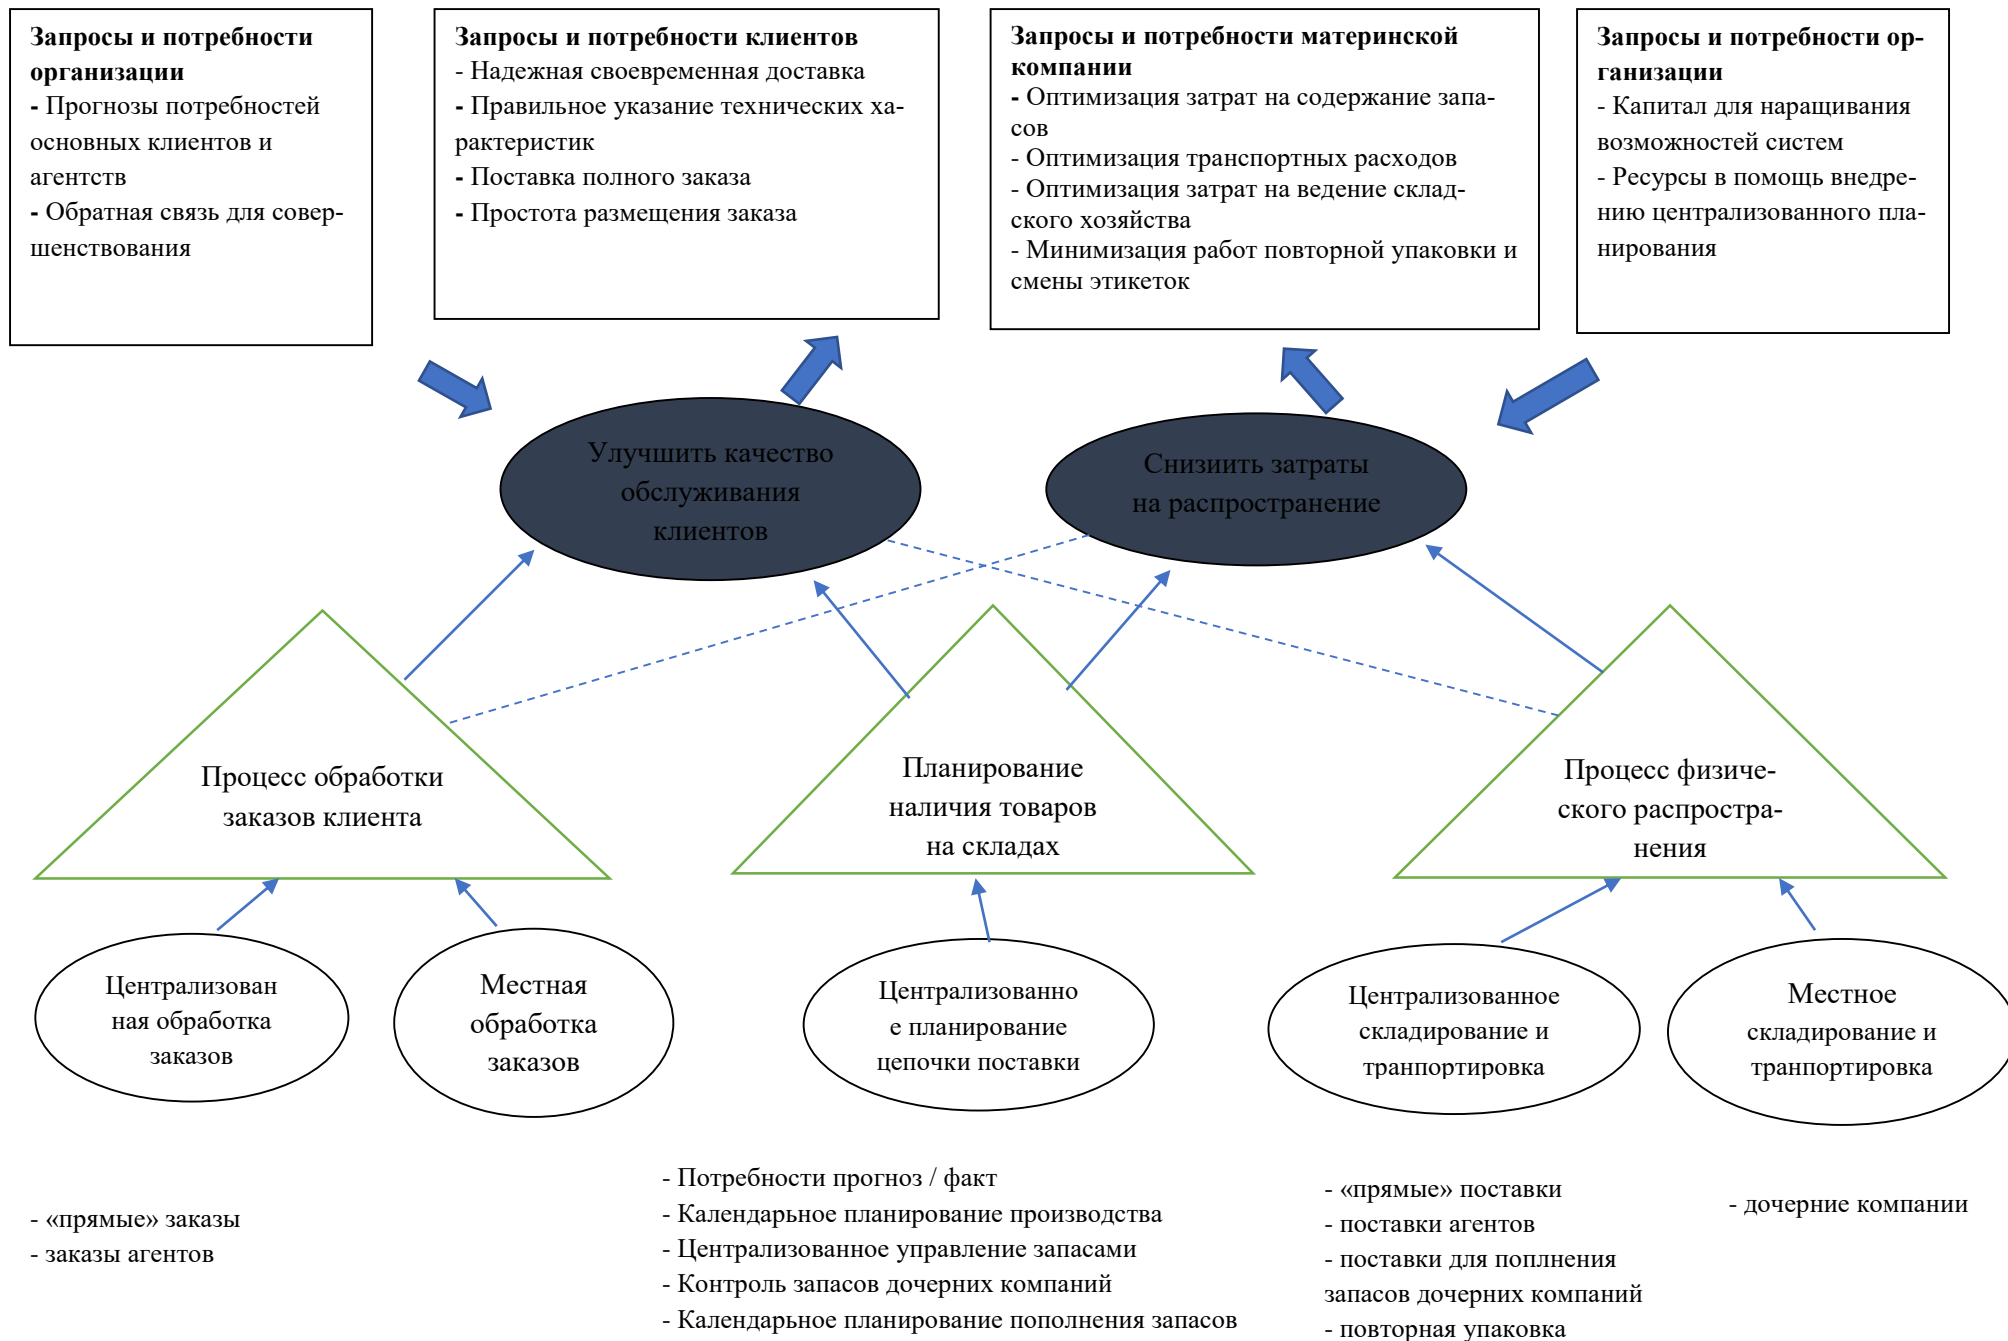 Запросы и потребности
организации
- Прогнозы потребностей
основных клиентов и
агентств
- Обратная связь для совер-
шенствования
Запросы и потребности клиентов
- Надежная своевременная доставка
- Правильное указание технических ха-
рактеристик
- Поставка полного заказа
- Простота размещения заказа
Запросы и потребности материнской
компании
- Оптимизация затрат на содержание запа-
сов
- Оптимизация транспортных расходов
- Оптимизация затрат на ведение склад-
ского хозяйства
- Минимизация работ повторной упаковки и
смены этикеток
Запросы и потребности ор-
ганизации
- Капитал для наращивания
возможностей систем
- Ресурсы в помощь внедре-
нию централизованного пла-
нирования
Улучшить качество
обслуживания
клиентов
Снизиить затраты
на распространение
Процесс обработки
заказов клиента
Планирование
наличия товаров
на складах
Процесс физиче-
ского распростра-
нения
Централизован
ная обработка
заказов
Местная
обработка
заказов
Централизованно
е планирование
цепочки поставки
Централизованное
складирование и
транпортировка
Местное
складирование и
транпортировка
- «прямые» заказы
- заказы агентов
- Потребности прогноз / факт
- Календарьное планирование производства
- Централизованное управление запасами
- Контроль запасов дочерних компаний
- Календарьное планирование пополнения запасов
- «прямые» поставки
- поставки агентов
- поставки для поплнения
запасов дочерних компаний
- повторная упаковка
- дочерние компании